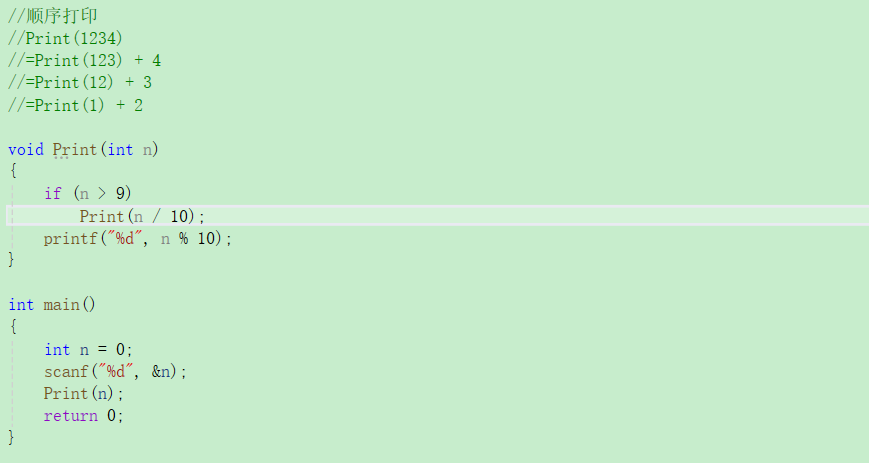 //顺序打印
//Print(1234)
//=Print(123) + 4
//=Print(12) + 3
//=Print(1) + 2
void Print(int n)
{
if (n > 9)
Print(n / 10);
printf("%d", n % 10);
}
int main()
{
int n = 0;
scanf("%d", &n);
Print(n);
return 0;
}